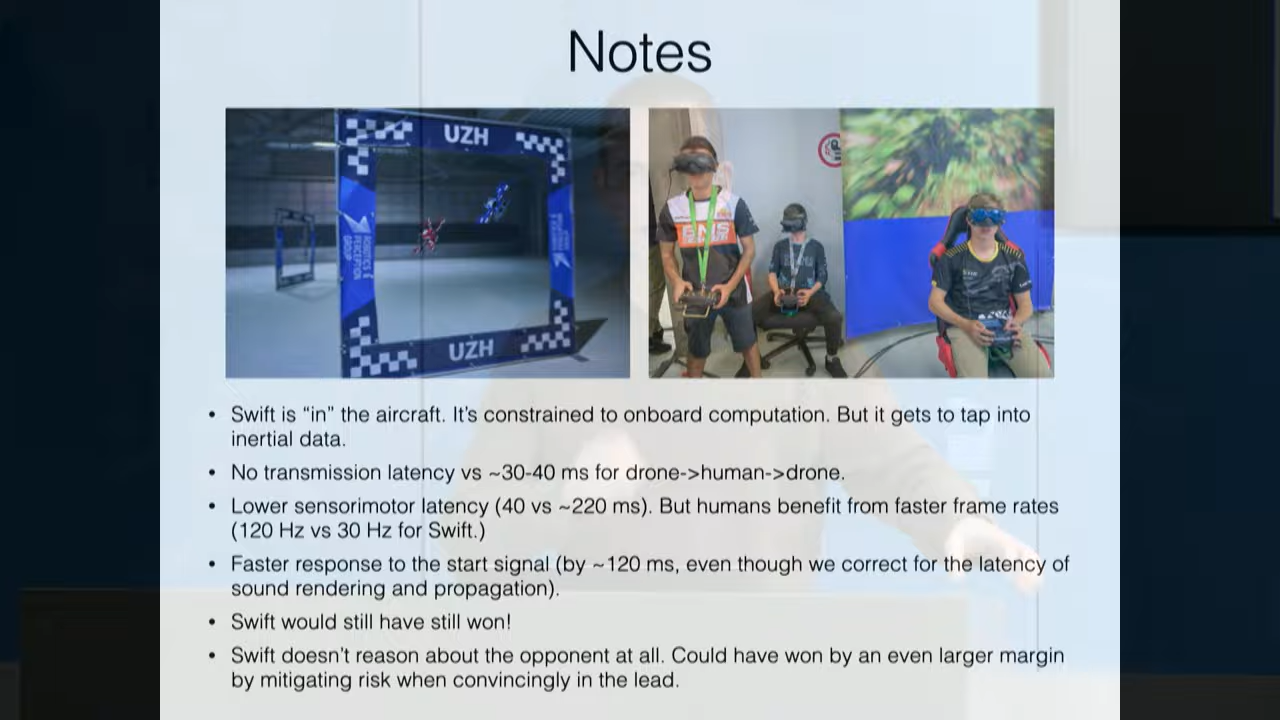 Notes
UZH
ROBOTICS &
PERCEPTION
GROUP
UZH
• Swift is “in” the aircraft. It’s constrained to onboard computation. But it gets to tap into
inertial data.
• No transmission latency vs ~30-40 ms for drone->human->drone.
• Lower sensorimotor latency (40 vs ~220 ms). But humans benefit from faster frame rates
(120 Hz vs 30 Hz for Swift.)
• Faster response to the start signal (by ~120 ms, even though we correct for the latency of
sound rendering and propagation).
• Swift would still have still won!
• Swift doesn’t reason about the opponent at all. Could have won by an even larger margin
by mitigating risk when convincingly in the lead.